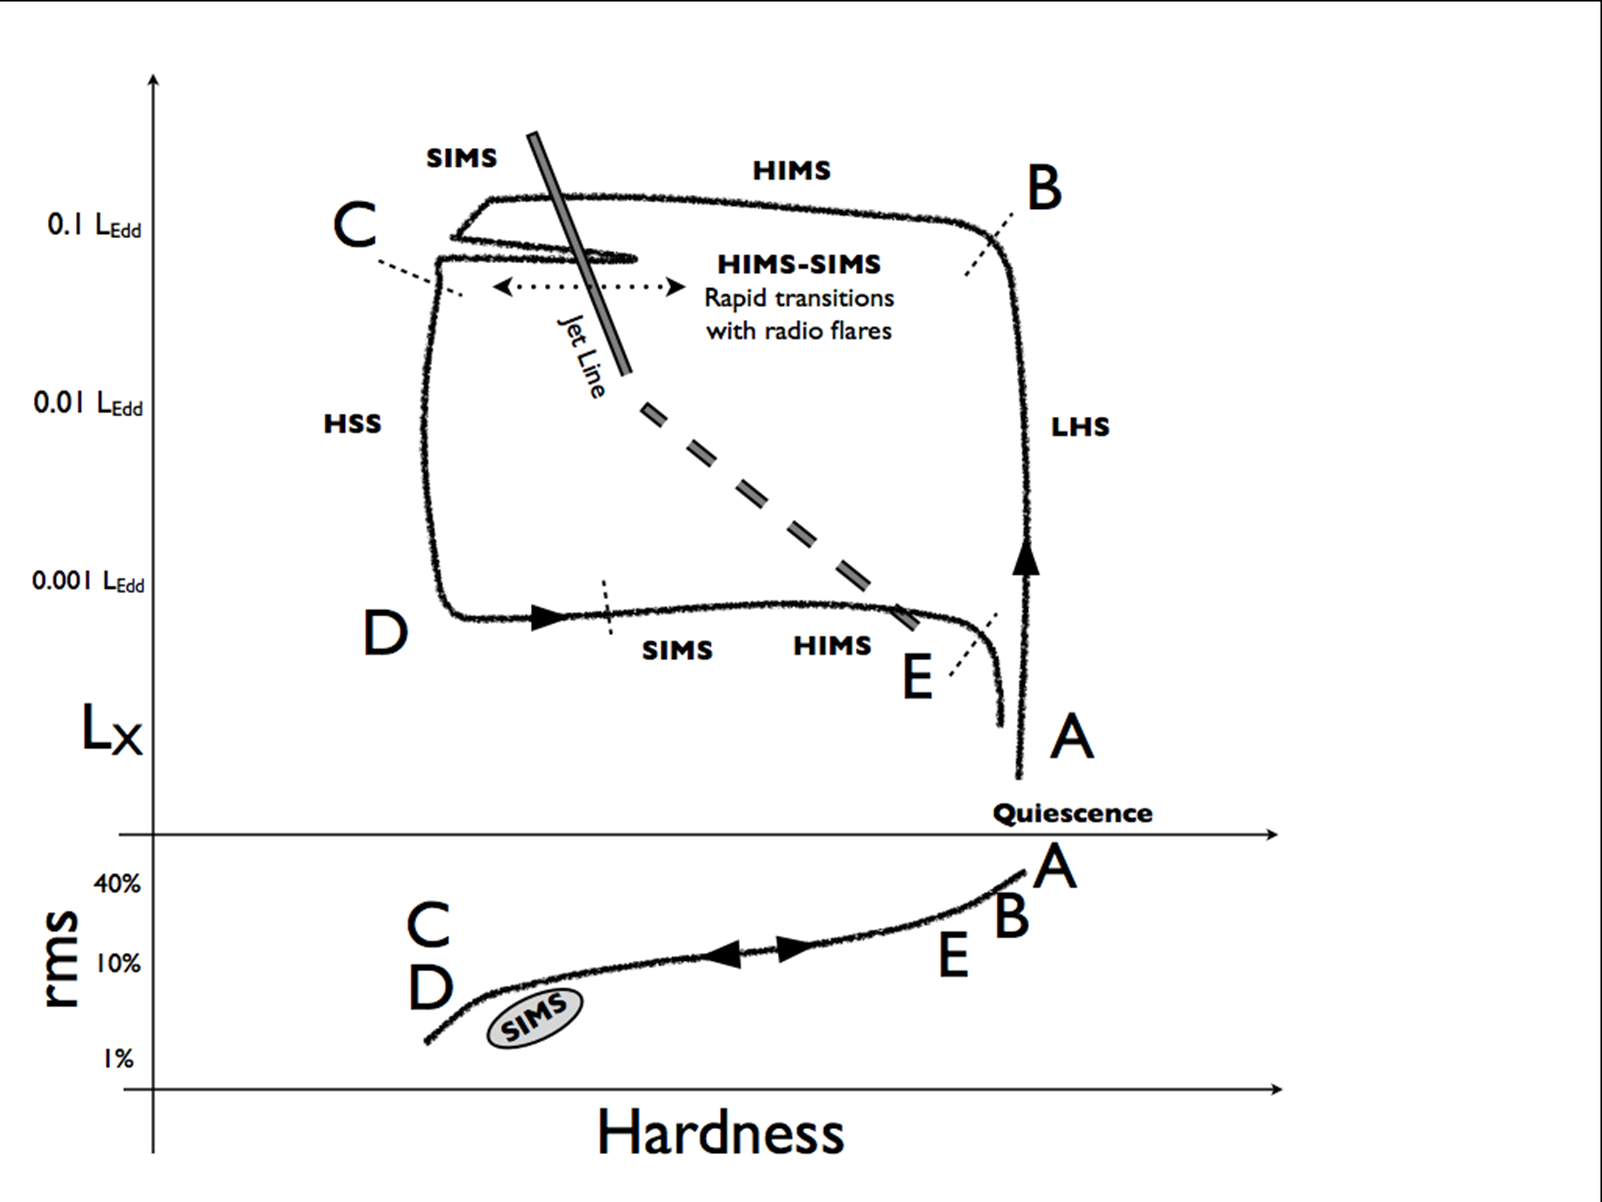 SIMS
HIMS
B
C
0.1 LEdd
HIMS-SIMS
Rapid transitions
with radio flares
Jet Line
0.01 LEdd
HSS
LHS
0.001 LEdd
D
SIMS
HIMS
E
LX
A
Quiescence
A
40%
B
C
E
rms
10%
D
SIMS
1%
Hardness